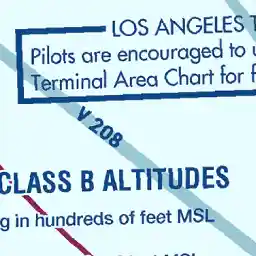 LOS ANGELES
Pilots are encouraged to
Terminal Area Chart for
V 208
CLASS B ALTITUDES
in hundreds of feet MSL